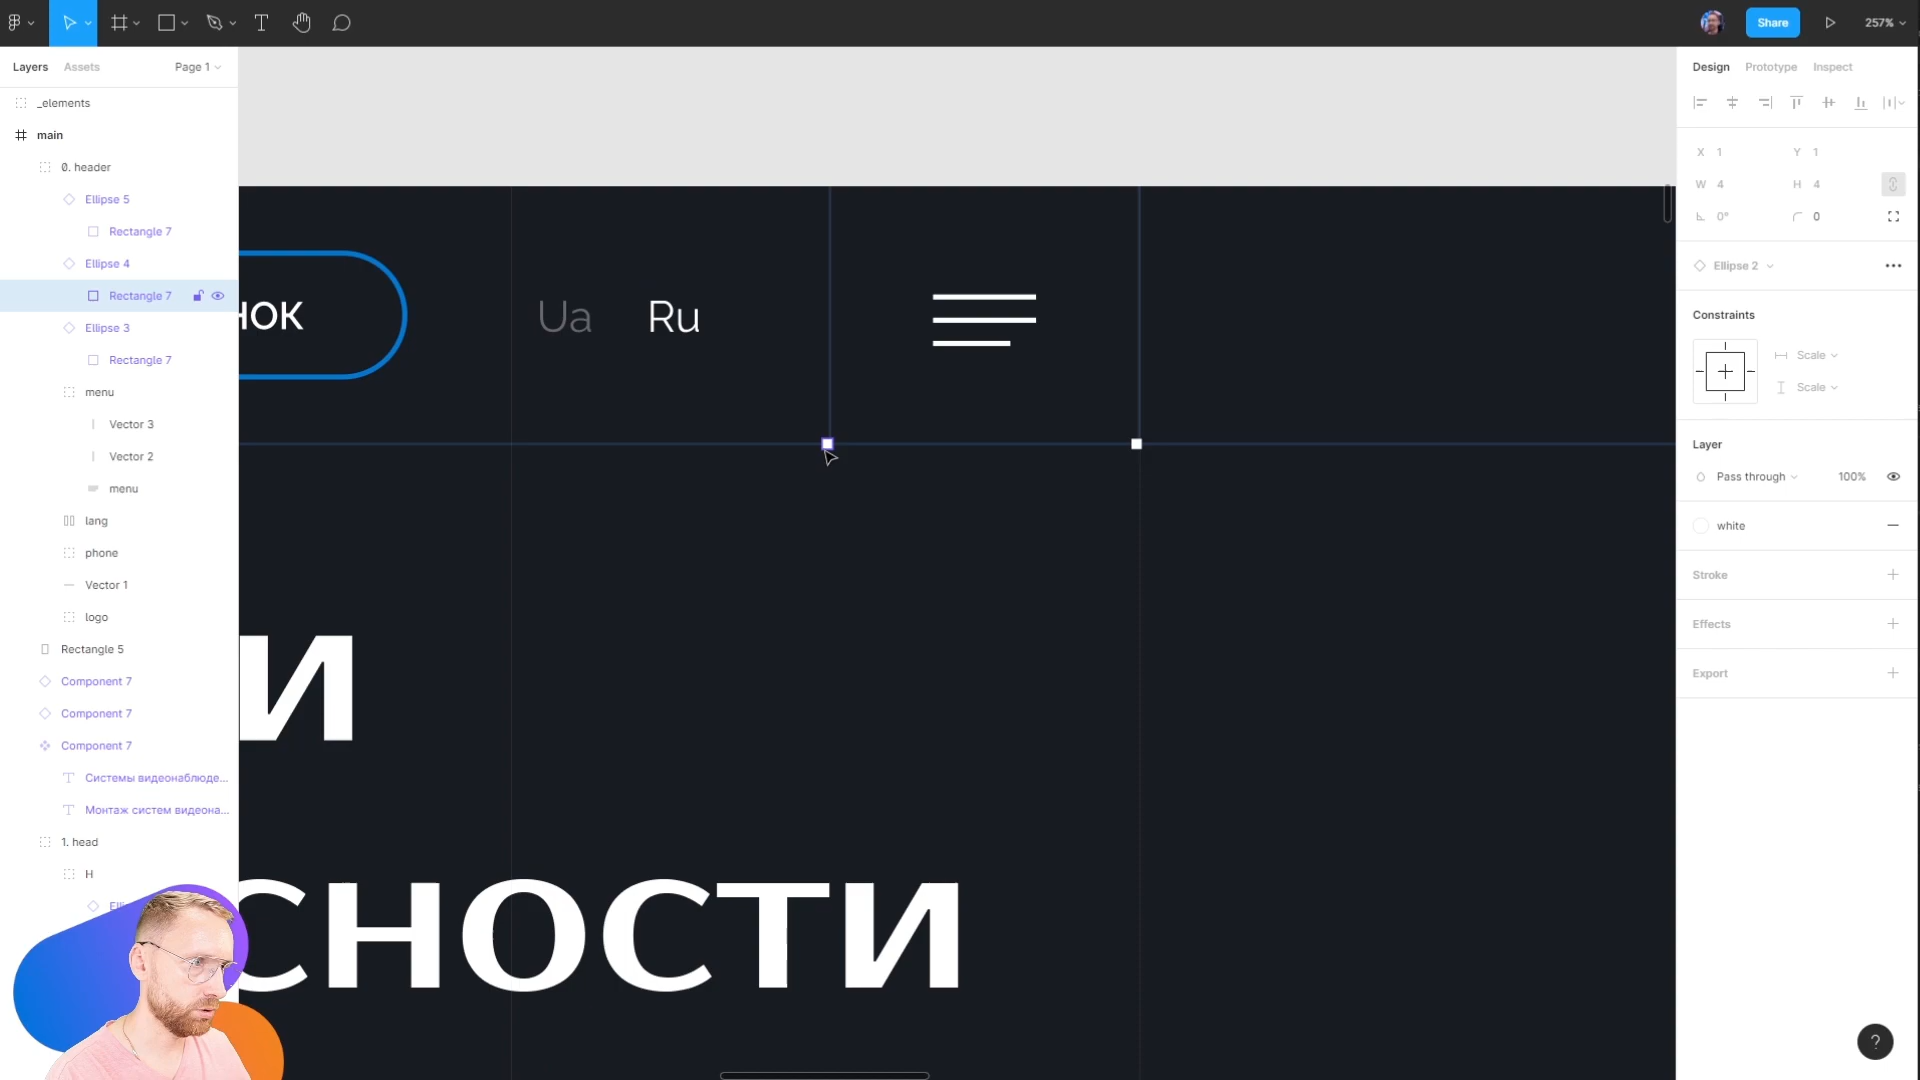 Share
257%
Layers
Assets
Page 1
Design
Prototype
Inspect
_elements
main
0. header
Ellipse 5
Rectangle 7
Ellipse 4
Rectangle 7
Ellipse 3
Rectangle 7
menu
Vector 3
Vector 2
menu
lang
phone
Vector 1
logo
Rectangle 5
Component 7
Component 7
Component 7
Системы видеонаблюде...
Монтаж систем видеона...
1. head
H
НОК
Ua
Ru
И
СНОСТИ
X 1
Y 1
W 4
H 4
0°
0
Ellipse 2
Constraints
Scale
Scale
Layer
Pass through
100%
white
Stroke
Effects
Export
?